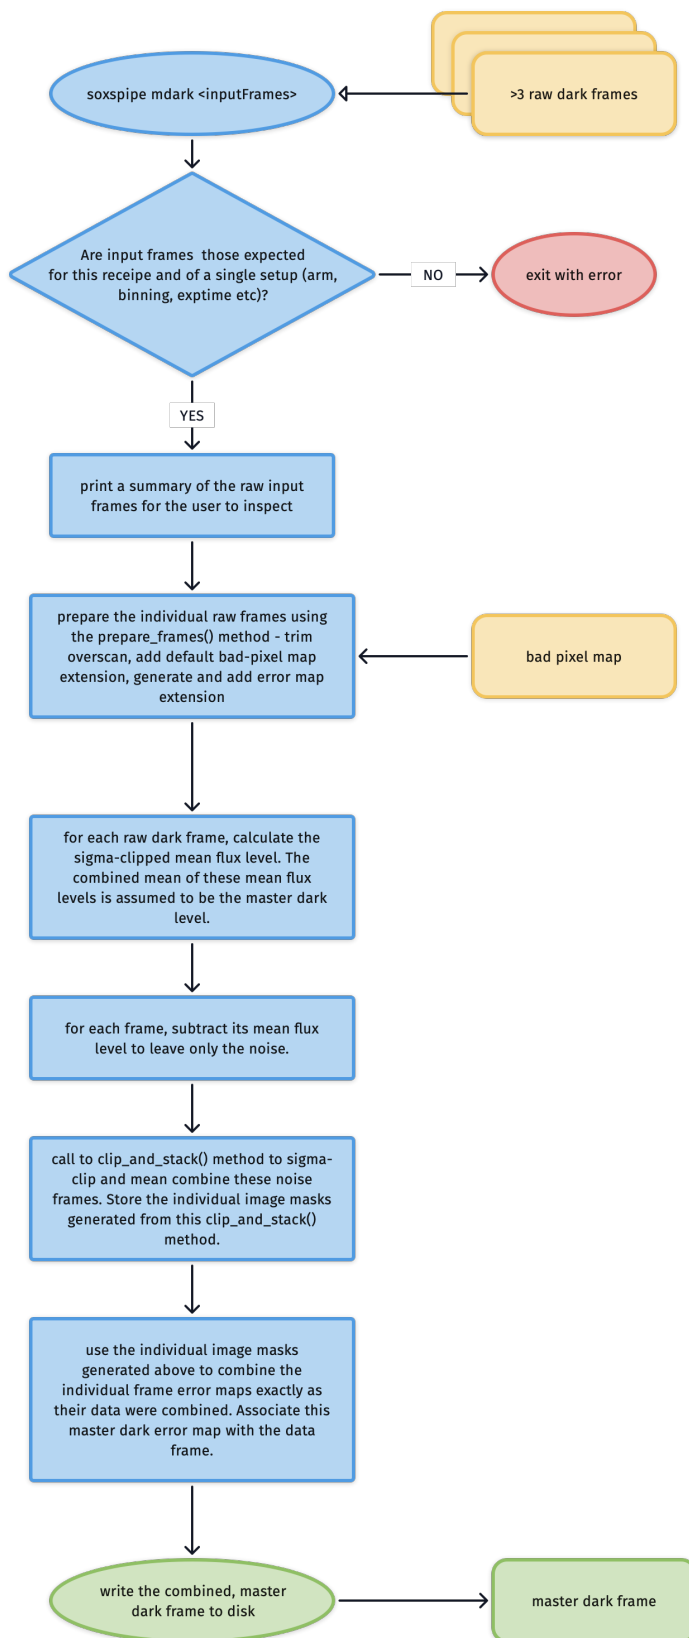 soxspipe mdark <inputFrames>
>3 raw dark frames
Are input frames those expected
for this receipe and of a single setup (arm,
binning, exptime etc)?
NO
exit with error
YES
print a summary of the raw input
frames for the user to inspect
prepare the individual raw frames using
the prepare_frames() method - trim
overscan, add default bad-pixel map
extension, generate and add error map
extension
bad pixel map
for each raw dark frame, calculate the
sigma-clipped mean flux level. The
combined mean of these mean flux
levels is assumed to be the master dark
level.
for each frame, subtract its mean flux
level to leave only the noise.
call to clip_and_stack() method to sigma-
clip and mean combine these noise
frames. Store the individual image masks
generated from this clip_and_stack()
method.
use the individual image masks
generated above to combine the
individual frame error maps exactly as
their data were combined. Associate this
master dark error map with the data
frame.
write the combined, master
dark frame to disk
master dark frame